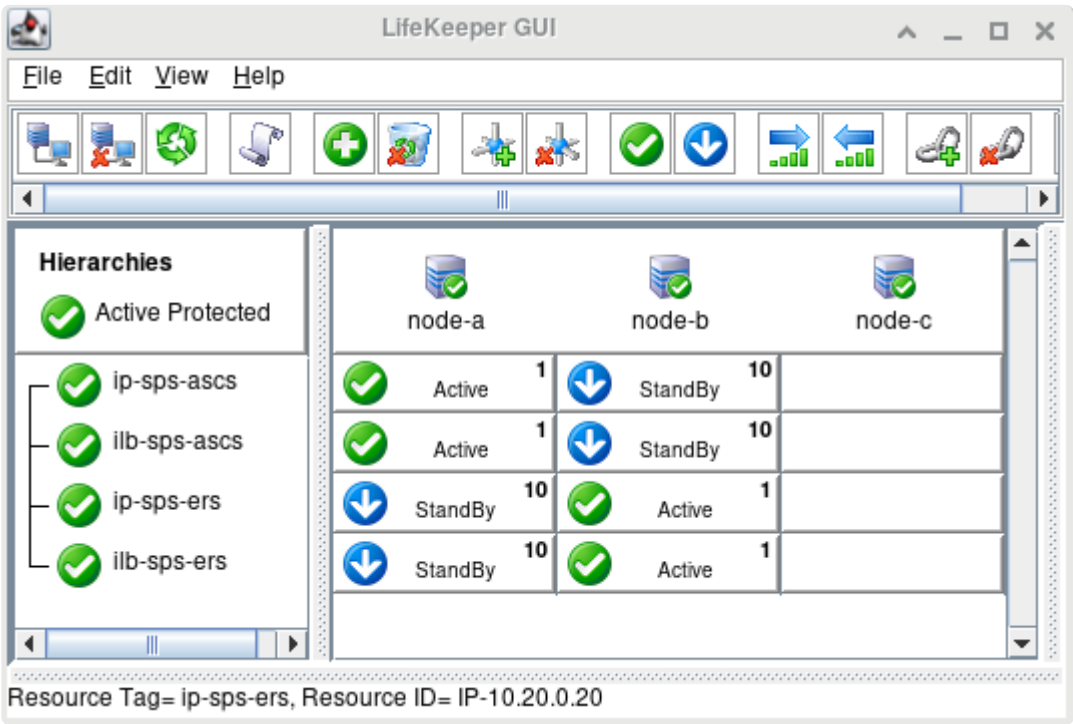 LifeKeeper GUI
File Edit View Help
Hierarchies
Active Protected
node-a node-b node-c
ip-sps-ascs Active 1 StandBy 10
ilb-sps-ascs Active 1 StandBy 10
ip-sps-ers StandBy 10 Active 1
ilb-sps-ers StandBy 10 Active 1
Resource Tag= ip-sps-ers, Resource ID= IP-10.20.0.20